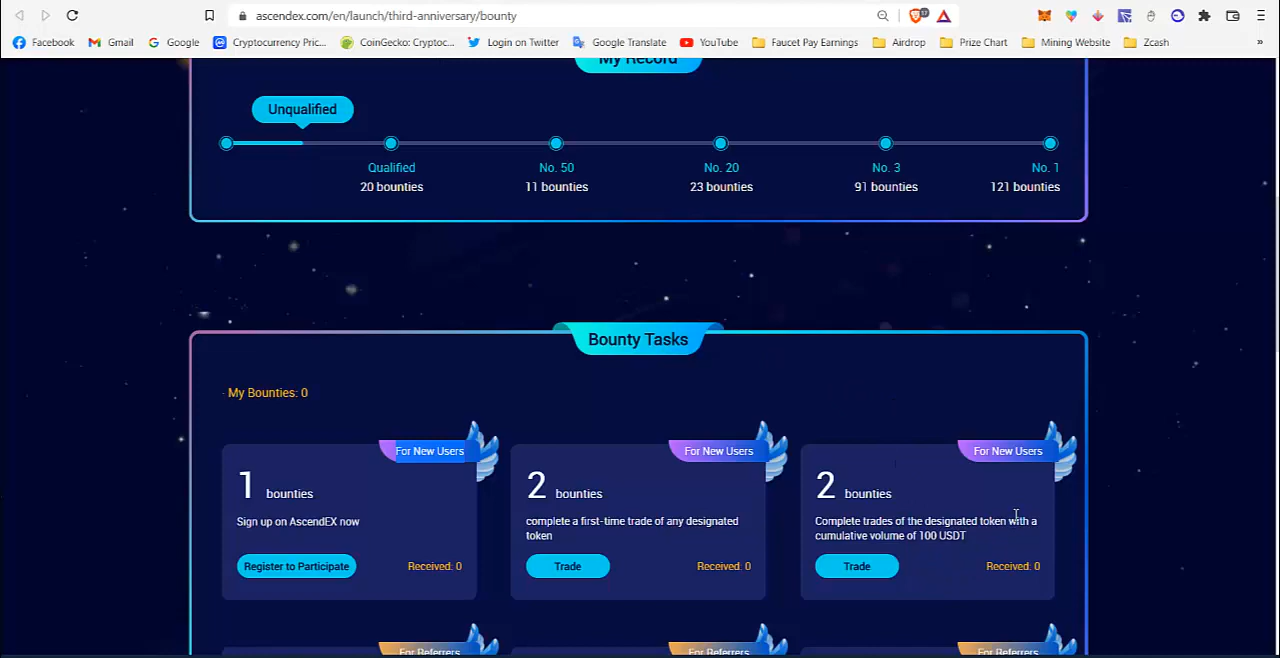 ascendex.com/en/launch/third-anniversary/bounty
17
Facebook Gmail Google Cryptocurrency Pric... CoinGecko: Cryptoc... Login on Twitter Google Translate YouTube Faucet Pay Earnings Airdrop Prize Chart Mining Website Zcash »
My Record
Unqualified
Qualified No. 50 No. 20 No. 3 No. 1
20 bounties 11 bounties 23 bounties 91 bounties 121 bounties
Bounty Tasks
· My Bounties: 0
For New Users
1 bounties
Sign up on AscendEX now
Register to Participate Received: 0
For New Users
2 bounties
complete a first-time trade of any designated
token
Trade Received: 0
For New Users
2 bounties
Complete trades of the designated token with a
cumulative volume of 100 USDT
Trade Received: 0
For Referrers For Referrers For Referrers